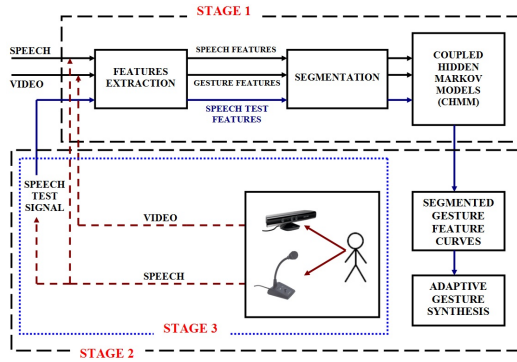 STAGE 1
SPEECH
VIDEO
FEATURES
EXTRACTION
SPEECH FEATURES
GESTURE FEATURES
SPEECH TEST
FEATURES
SEGMENTATION
COUPLED
HIDDEN
MARKOV
MODELS
(CHMM)
SPEECH
TEST
SIGNAL
VIDEO
SPEECH
SEGMENTED
GESTURE
FEATURE
CURVES
ADAPTIVE
GESTURE
SYNTHESIS
STAGE 3
STAGE 2